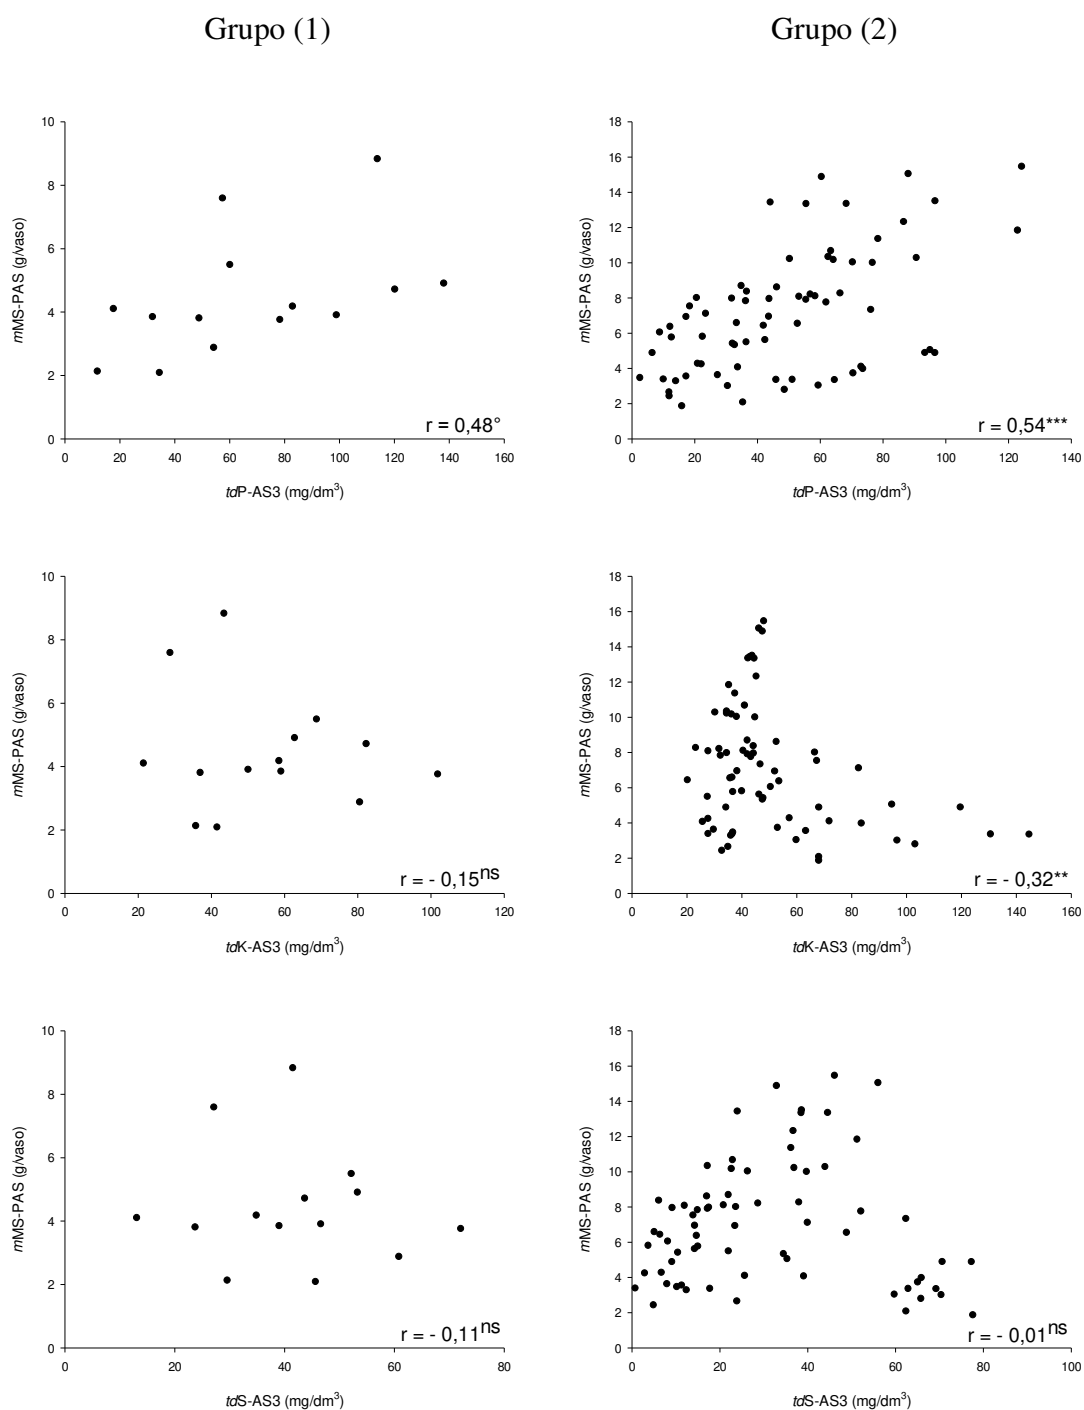 Grupo (1)
Grupo (2)
10
8
6
4
2
0
mMS-PAS (g/vaso)
r = 0,48°
0 20 40 60 80 100 120 140 160
tdP-AS3 (mg/dm³)
18
16
14
12
10
8
6
4
2
0
mMS-PAS (g/vaso)
r = 0,54***
0 20 40 60 80 100 120 140
tdP-AS3 (mg/dm³)
10
8
6
4
2
0
mMS-PAS (g/vaso)
r = - 0,15ns
0 20 40 60 80 100 120
tdK-AS3 (mg/dm³)
18
16
14
12
10
8
6
4
2
0
mMS-PAS (g/vaso)
r = - 0,32**
0 20 40 60 80 100 120 140 160
tdK-AS3 (mg/dm³)
10
8
6
4
2
0
mMS-PAS (g/vaso)
r = - 0,11ns
0 20 40 60 80
tdS-AS3 (mg/dm³)
18
16
14
12
10
8
6
4
2
0
mMS-PAS (g/vaso)
r = - 0,01ns
0 20 40 60 80 100
tdS-AS3 (mg/dm³)